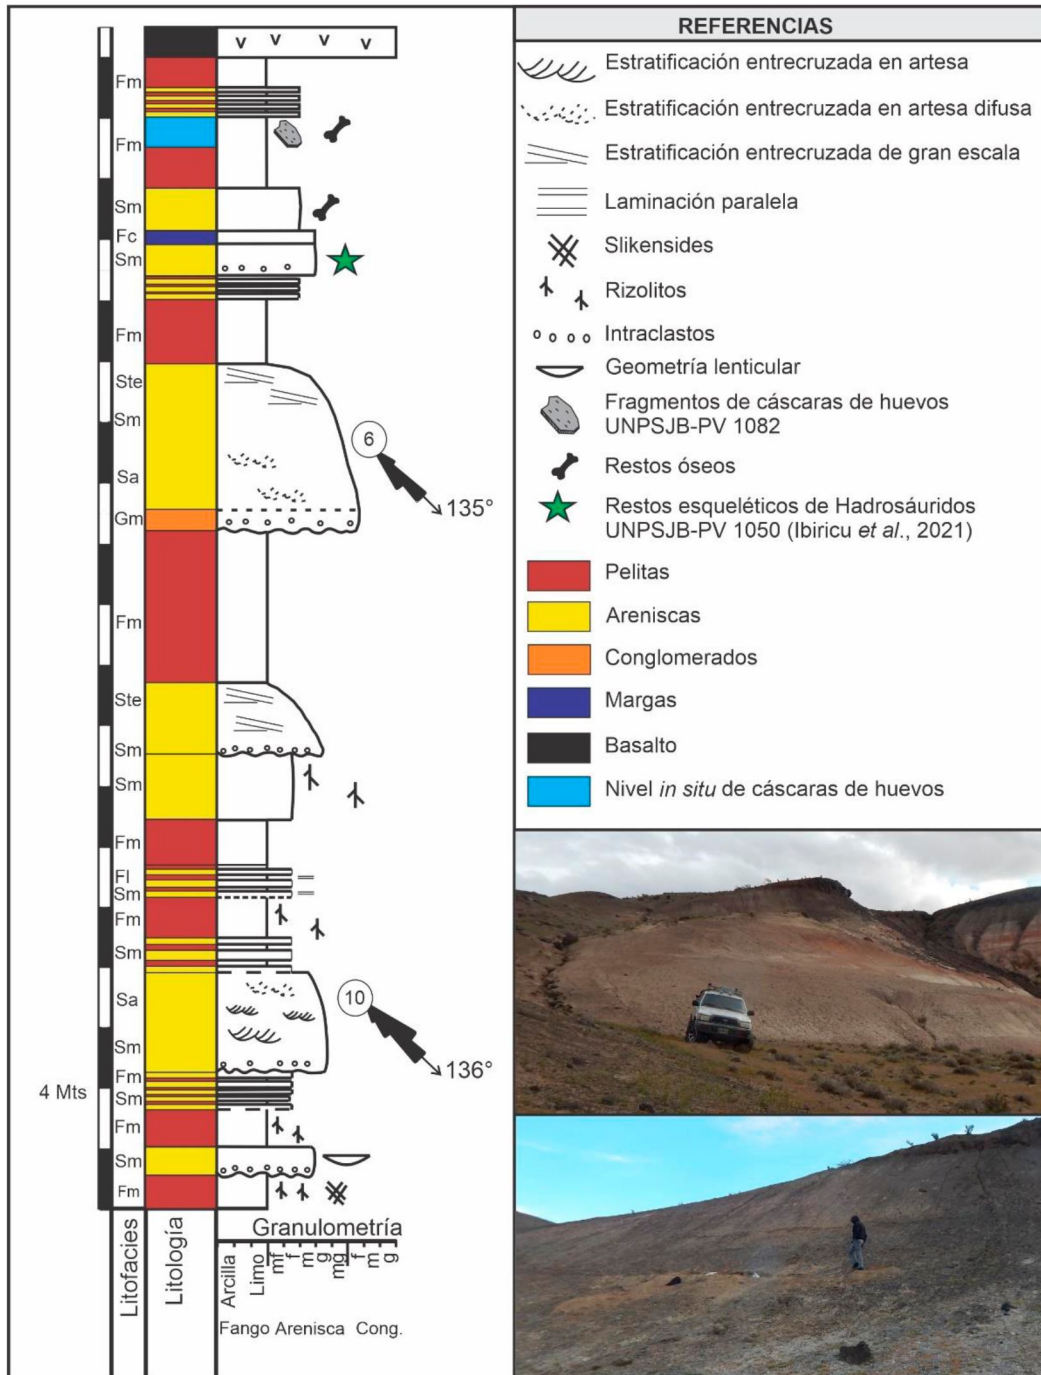 v v v v
Fm
Fm
Sm
Fc
Sm
Fm
Ste
Sm
6
Sa
135°
Gm
Fm
Ste
Sm
Sm
Fm
Fl
Sm
Fm
Sm
Sa
10
Sm
136°
Fm
4 Mts
Sm
Fm
Sm
Fm
Litofacies
Litología
Granulometría
Arcilla
Limo
mf
f
m
g
mg
f
m
g
Fango Arenisca Cong.
REFERENCIAS
Estratificación entrecruzada en artesa
Estratificación entrecruzada en artesa difusa
Estratificación entrecruzada de gran escala
Laminación paralela
Slikensides
Rizolitos
Intraclastos
Geometría lenticular
Fragmentos de cáscaras de huevos
UNPSJB-PV 1082
Restos óseos
Restos esqueléticos de Hadrosáuridos
UNPSJB-PV 1050 (Ibiricu et al., 2021)
Pelitas
Areniscas
Conglomerados
Margas
Basalto
Nivel in situ de cáscaras de huevos